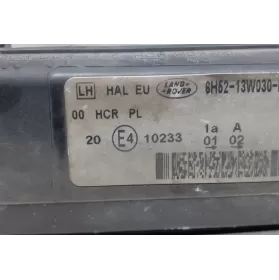 LH HAL EU LAND ROVER 6H52-13W030-
00 HCR PL
1a A
20 E4 10233 01 02